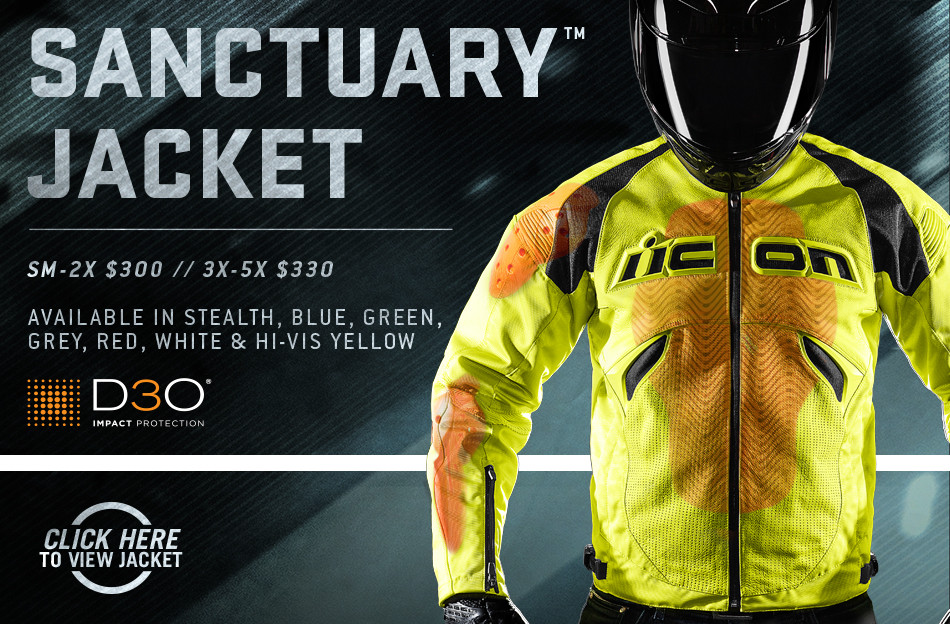 SANCTUARY™
JACKET
SM-2X $300 // 3X-5X $330
AVAILABLE IN STEALTH, BLUE, GREEN,
GREY, RED, WHITE & HI-VIS YELLOW
D3O®
IMPACT PROTECTION
CLICK HERE
TO VIEW JACKET
icon